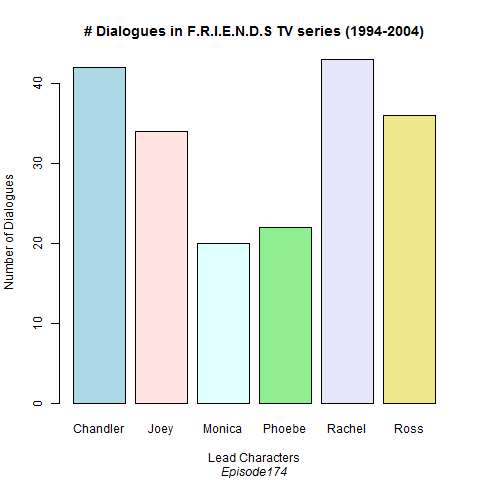 # Dialogues in F.R.I.E.N.D.S TV series (1994-2004)
Number of Dialogues
40
30
20
10
0
Chandler Joey Monica Phoebe Rachel Ross
Lead Characters
Episode174